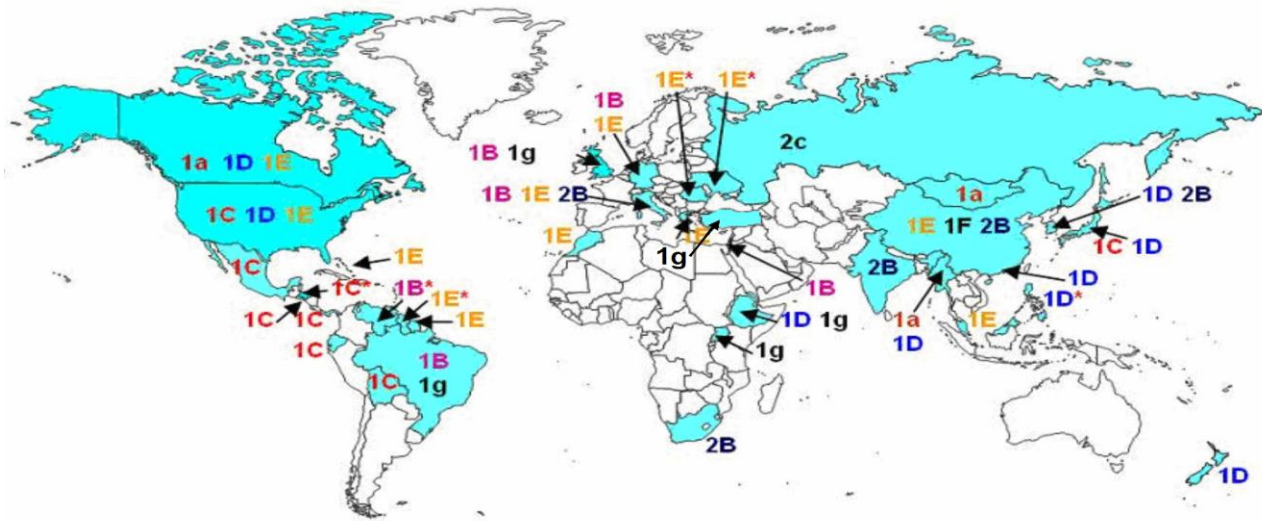 1E* 1E*
1B
1E
1B 1g
2c
1a 1D 1E
1a
1B 1E 2B
1D 2B
1C 1D 1E
1E 1F 2B
1E
1E
1g
1C 1D
1C
1E
2B
1D
1C*
1B*
1B
1E*
1D*
1C 1C
1E
1D 1g
1a
1D
1E
1C
1B
1g
1g
1C
2B
1D